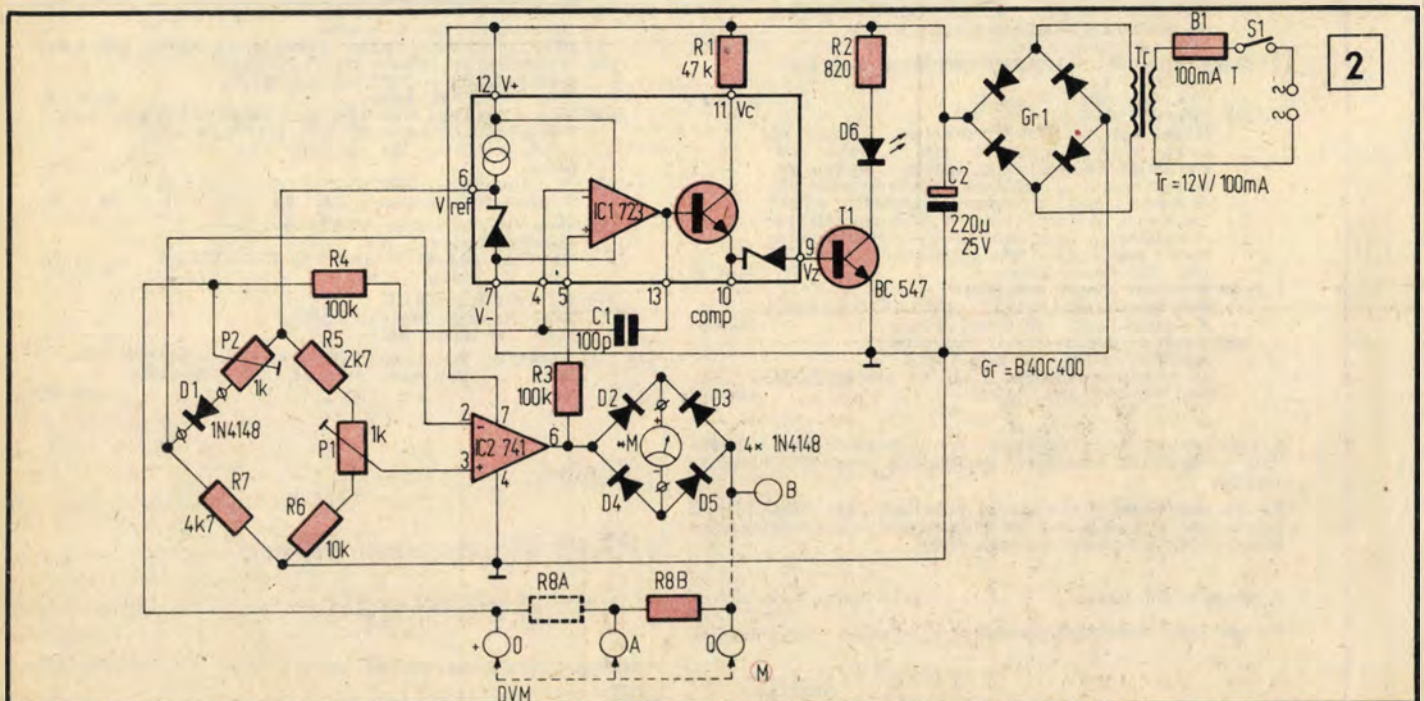 2
B1
S1
100mA T
Tr
Tr = 12V/100mA
Gr1
Gr = B40C400
R1
47k
R2
820
12 V+
11 Vc
D6
C2
220µ
25V
6
V ref
IC1 723
-
+
T1
9
Vz
BC 547
7
4
5
13
10
V-
comp
C1
100p
R4
100k
P2
1k
R5
2k7
D1
1N4148
P1
1k
R7
4k7
R6
10k
R3
100k
2
-
7
IC2 741
6
3
+
4
D2
D3
+
M
-
4× 1N4148
D4
D5
B
R8A
R8B
+
0
A
0
M
DVM